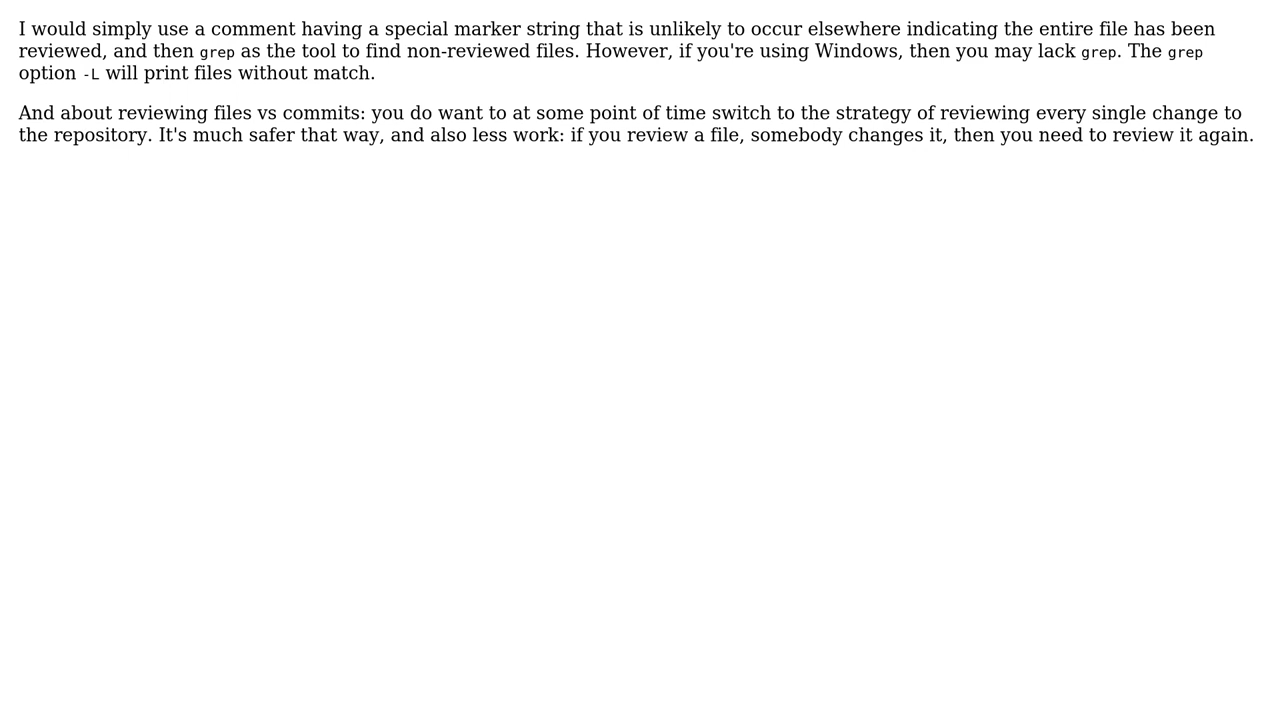 I would simply use a comment having a special marker string that is unlikely to occur elsewhere indicating the entire file has been
reviewed, and then grep as the tool to find non-reviewed files. However, if you're using Windows, then you may lack grep. The grep
option -L will print files without match.
And about reviewing files vs commits: you do want to at some point of time switch to the strategy of reviewing every single change to
the repository. It's much safer that way, and also less work: if you review a file, somebody changes it, then you need to review it again.